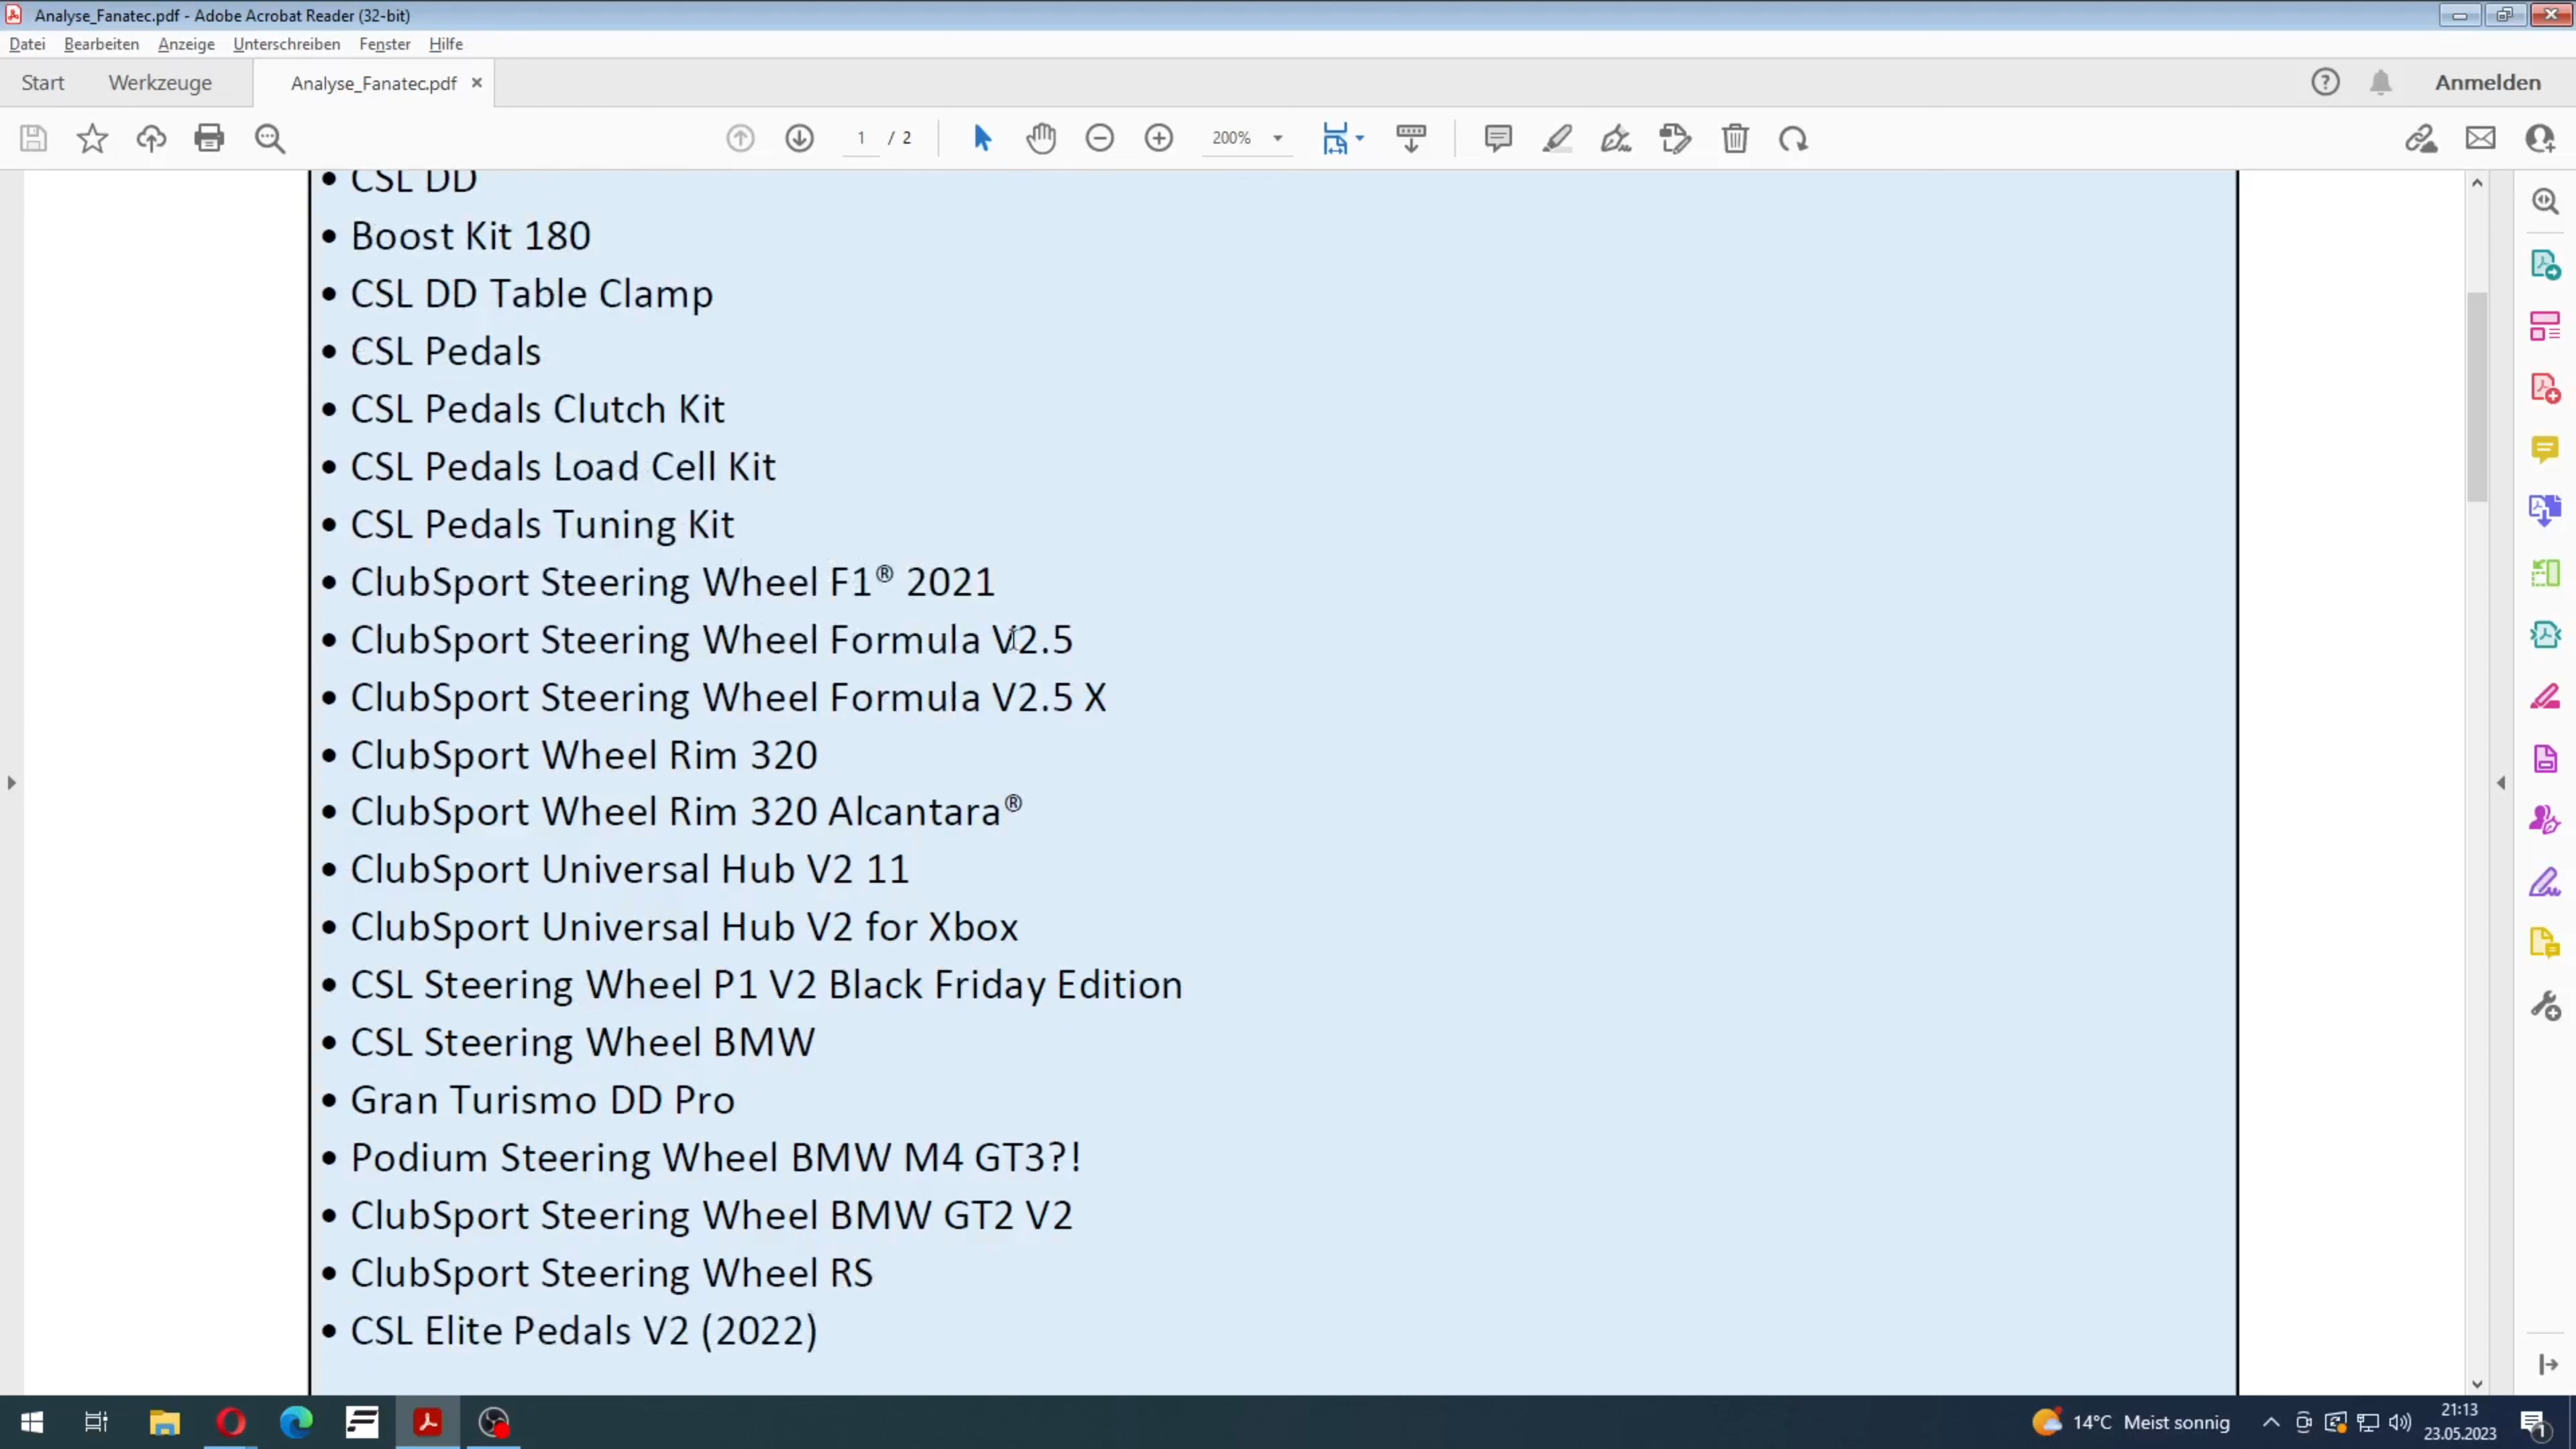 Analyse_Fanatec.pdf - Adobe Acrobat Reader (32-bit)
Datei Bearbeiten Anzeige Unterschreiben Fenster Hilfe
Start Werkzeuge Analyse_Fanatec.pdf × Anmelden
1 / 2 200%
• CSL DD
• Boost Kit 180
• CSL DD Table Clamp
• CSL Pedals
• CSL Pedals Clutch Kit
• CSL Pedals Load Cell Kit
• CSL Pedals Tuning Kit
• ClubSport Steering Wheel F1® 2021
• ClubSport Steering Wheel Formula V2.5
• ClubSport Steering Wheel Formula V2.5 X
• ClubSport Wheel Rim 320
• ClubSport Wheel Rim 320 Alcantara®
• ClubSport Universal Hub V2 11
• ClubSport Universal Hub V2 for Xbox
• CSL Steering Wheel P1 V2 Black Friday Edition
• CSL Steering Wheel BMW
• Gran Turismo DD Pro
• Podium Steering Wheel BMW M4 GT3?!
• ClubSport Steering Wheel BMW GT2 V2
• ClubSport Steering Wheel RS
• CSL Elite Pedals V2 (2022)
14°C Meist sonnig
21:13
23.05.2023
1